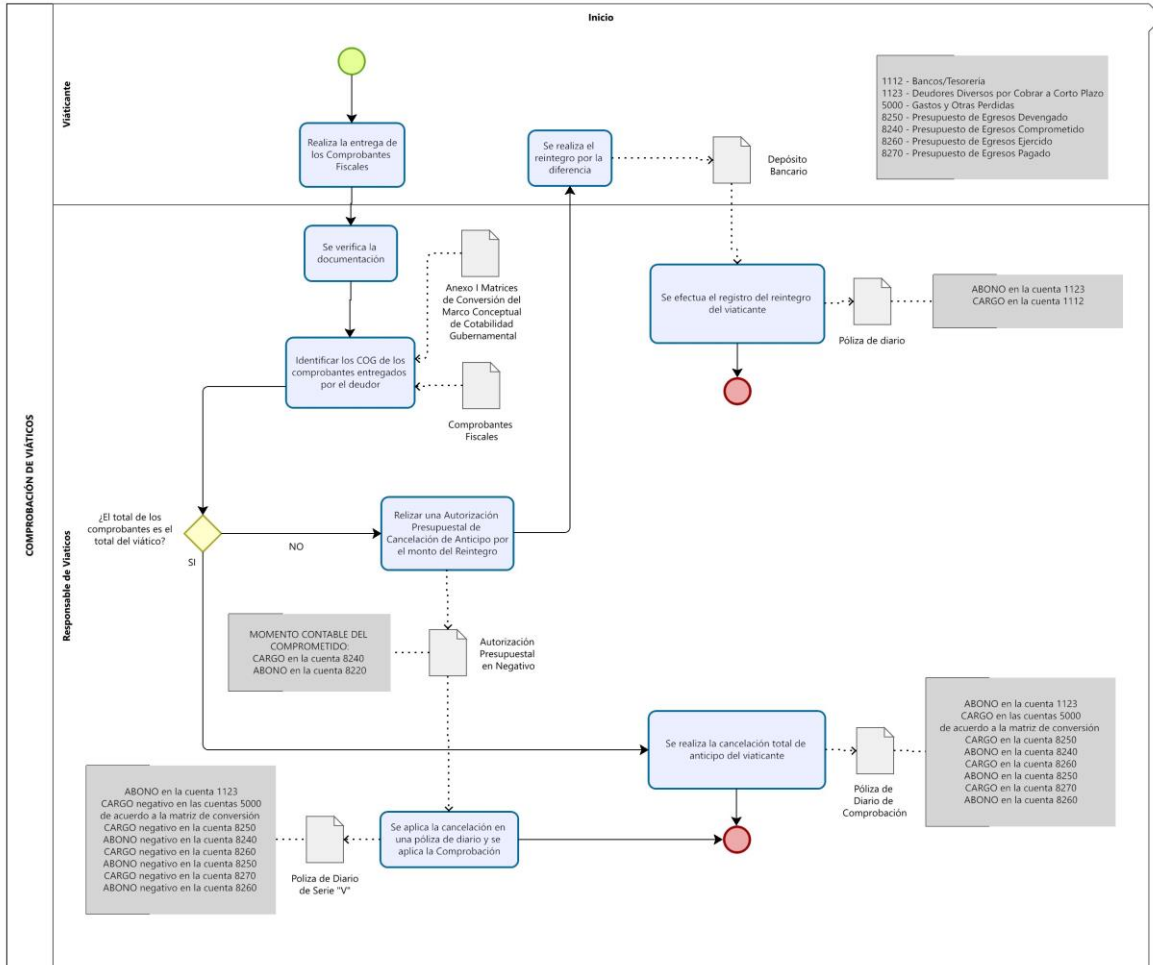 Inicio
COMPROBACIÓN DE VIÁTICOS
Viáticante
Responsable de Viaticos
1112 - Bancos/Tesorería
1123 - Deudores Diversos por Cobrar a Corto Plazo
5000 - Gastos y Otras Perdidas
8250 - Presupuesto de Egresos Devengado
8240 - Presupuesto de Egresos Comprometido
8260 - Presupuesto de Egresos Ejercido
8270 - Presupuesto de Egresos Pagado
Realiza la entrega de
los Comprobantes
Fiscales
Se realiza el
reintegro por la
diferencia
Depósito
Bancario
Se verifica la
documentación
Anexo I Matrices
de Conversión del
Marco Conceptual
de Cotabilidad
Gubernamental
Se efectua el registro del reintegro
del viaticante
Póliza de diario
ABONO en la cuenta 1123
CARGO en la cuenta 1112
Identificar los COG de los
comprobantes entregados
por el deudor
Comprobantes
Fiscales
¿El total de los
comprobantes es el
total del viático?
NO
SI
Relizar una Autorización
Presupuestal de
Cancelación de Anticipo por
el monto del Reintegro
MOMENTO CONTABLE DEL
COMPROMETIDO:
CARGO en la cuenta 8240
ABONO en la cuenta 8220
Autorización
Presupuestal
en Negativo
Se realiza la cancelación total de
anticipo del viaticante
Póliza de
Diario de
Comprobación
ABONO en la cuenta 1123
CARGO en las cuentas 5000
de acuerdo a la matriz de conversión
CARGO en la cuenta 8250
ABONO en la cuenta 8240
CARGO en la cuenta 8260
ABONO en la cuenta 8250
CARGO en la cuenta 8270
ABONO en la cuenta 8260
ABONO en la cuenta 1123
CARGO negativo en las cuentas 5000
de acuerdo a la matriz de conversión
CARGO negativo en la cuenta 8250
ABONO negativo en la cuenta 8240
CARGO negativo en la cuenta 8260
ABONO negativo en la cuenta 8250
CARGO negativo en la cuenta 8270
ABONO negativo en la cuenta 8260
Poliza de Diario
de Serie "V"
Se aplica la cancelación en
una póliza de diario y se
aplica la Comprobación